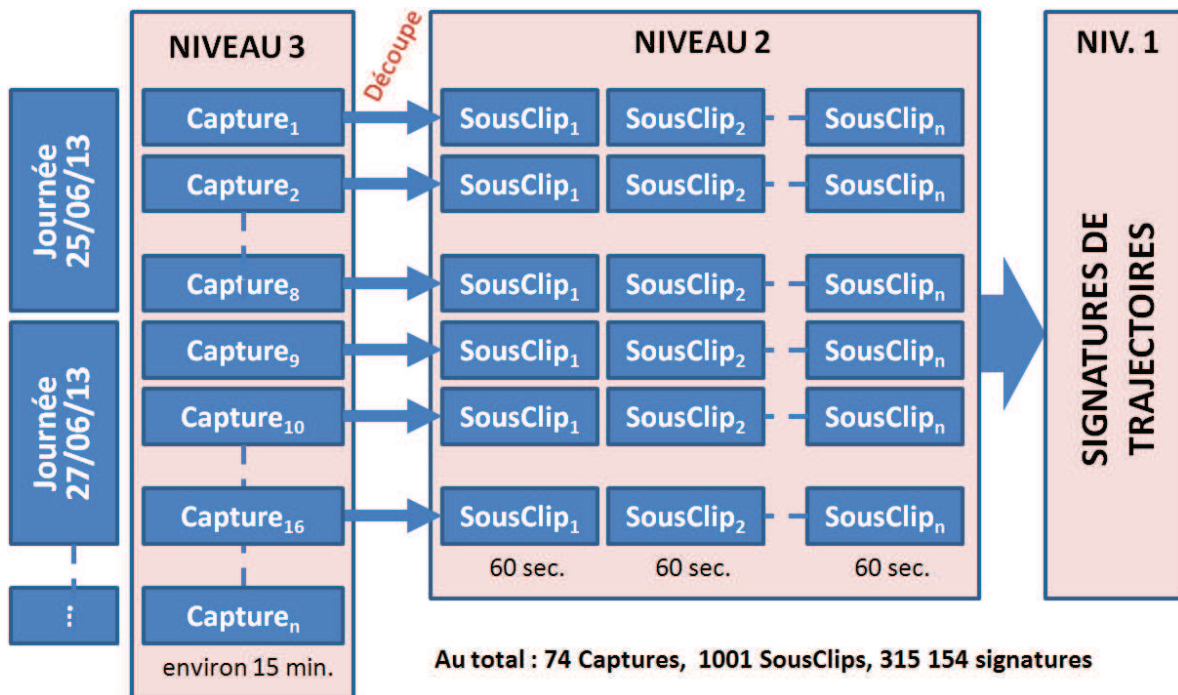 NIVEAU 3
Découpe
NIVEAU 2
NIV. 1
Journée
25/06/13
Capture1
SousClip1
SousClip2
SousClipn
Capture2
SousClip1
SousClip2
SousClipn
Capture8
SousClip1
SousClip2
SousClipn
Journée
27/06/13
Capture9
SousClip1
SousClip2
SousClipn
Capture10
SousClip1
SousClip2
SousClipn
Capture16
SousClip1
SousClip2
SousClipn
60 sec.
60 sec.
60 sec.
...
Capturen
environ 15 min.
SIGNATURES DE
TRAJECTOIRES
Au total : 74 Captures, 1001 SousClips, 315 154 signatures